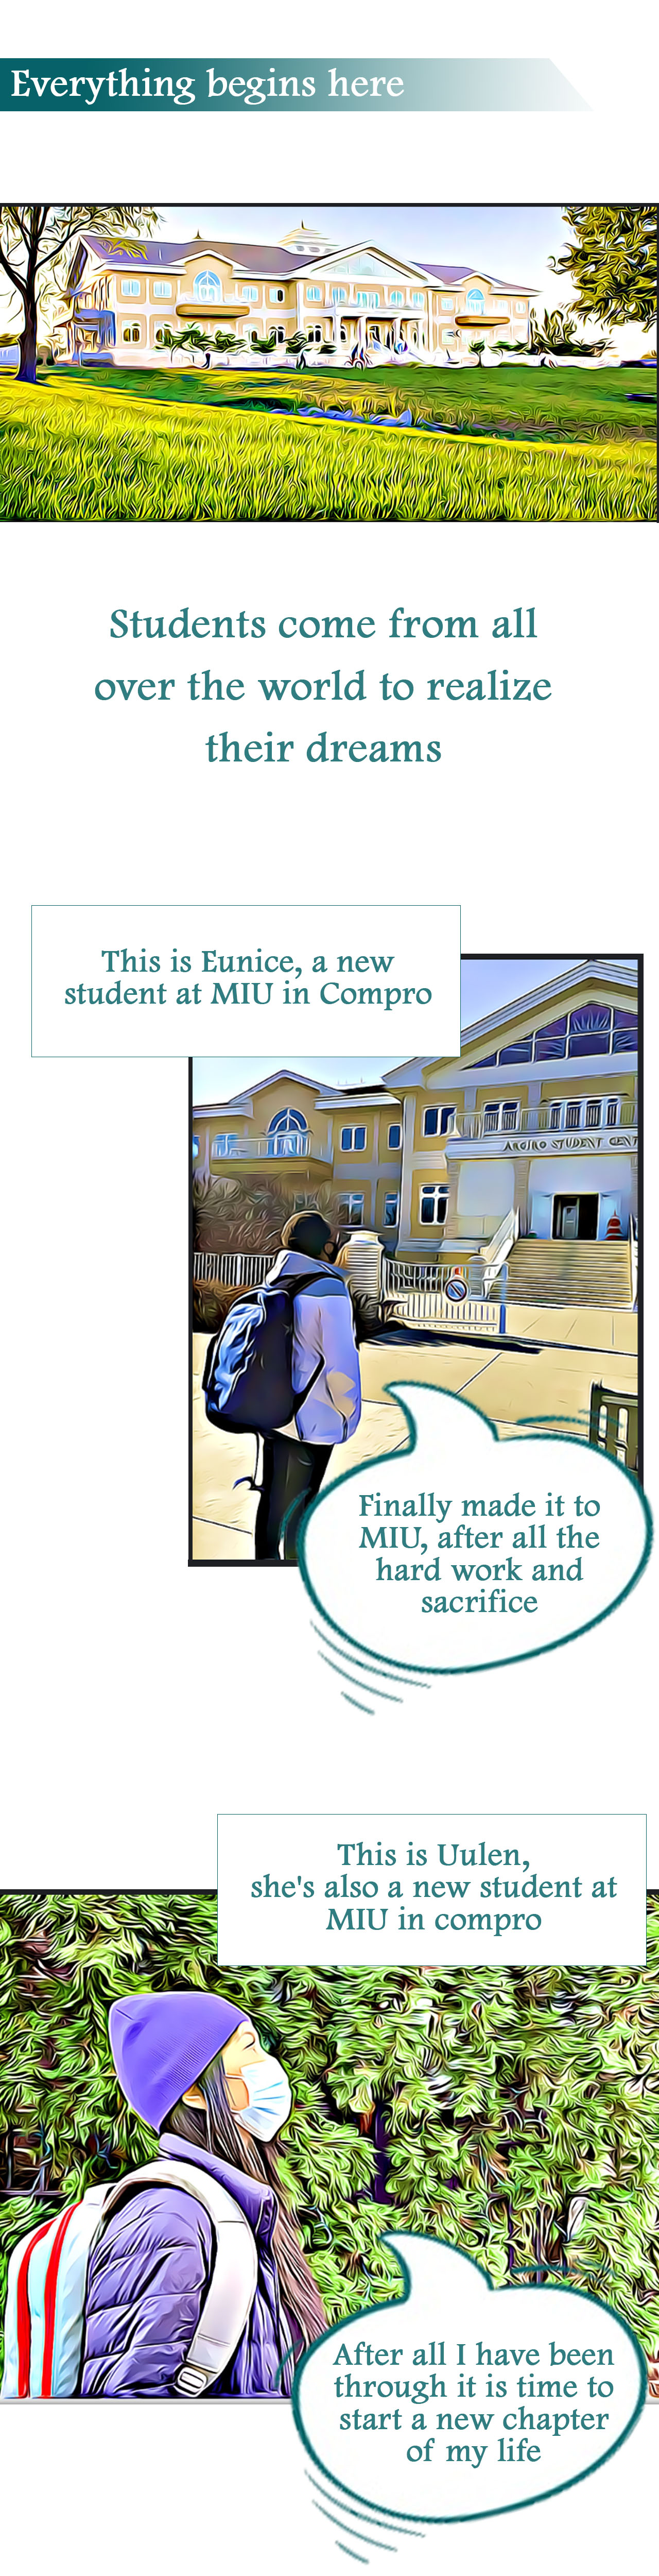 Everything begins here
Students come from all
over the world to realize
their dreams
This is Eunice, a new
student at MIU in Compro
ARGIRO STUDENT
Finally made it to
MIU, after all the
hard work and
sacrifice
This is Uulen,
she's also a new student at
MIU in compro
After all I have been
through it is time to
start a new chapter
of my life